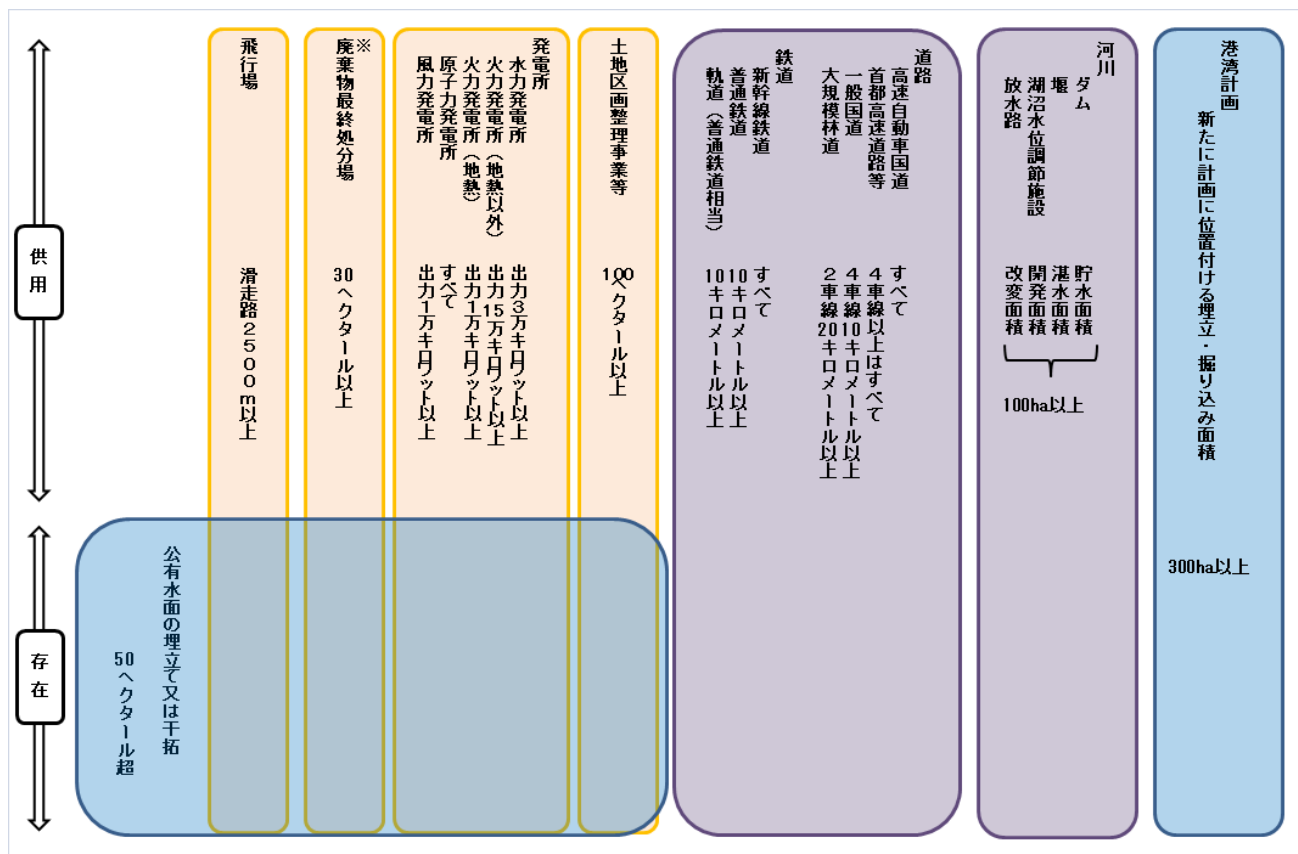 港湾計画
新たに計画に位置付ける埋立・掘り込み面積
300ha以上
河川
ダム
堰
湖沼水位調節施設
放水路
貯水面積
湛水面積
開発面積
改変面積
100ha以上
道路
高速自動車国道
首都高速道路等
一般国道
大規模林道
すべて
4車線以上はすべて
4車線10キロメートル以上
2車線20キロメートル以上
鉄道
新幹線鉄道
普通鉄道
軌道(普通鉄道相当)
すべて
10キロメートル以上
10キロメートル以上
土地区画整理事業等
100ヘクタール以上
発電所
水力発電所
火力発電所(地熱以外)
火力発電所(地熱)
原子力発電所
風力発電所
出力3万キロワット以上
出力15万キロワット以上
出力1万キロワット以上
すべて
出力1万キロワット以上
※
廃棄物最終処分場
30ヘクタール以上
飛行場
滑走路2500m以上
公有水面の埋立て又は干拓
50ヘクタール超
供用
存在